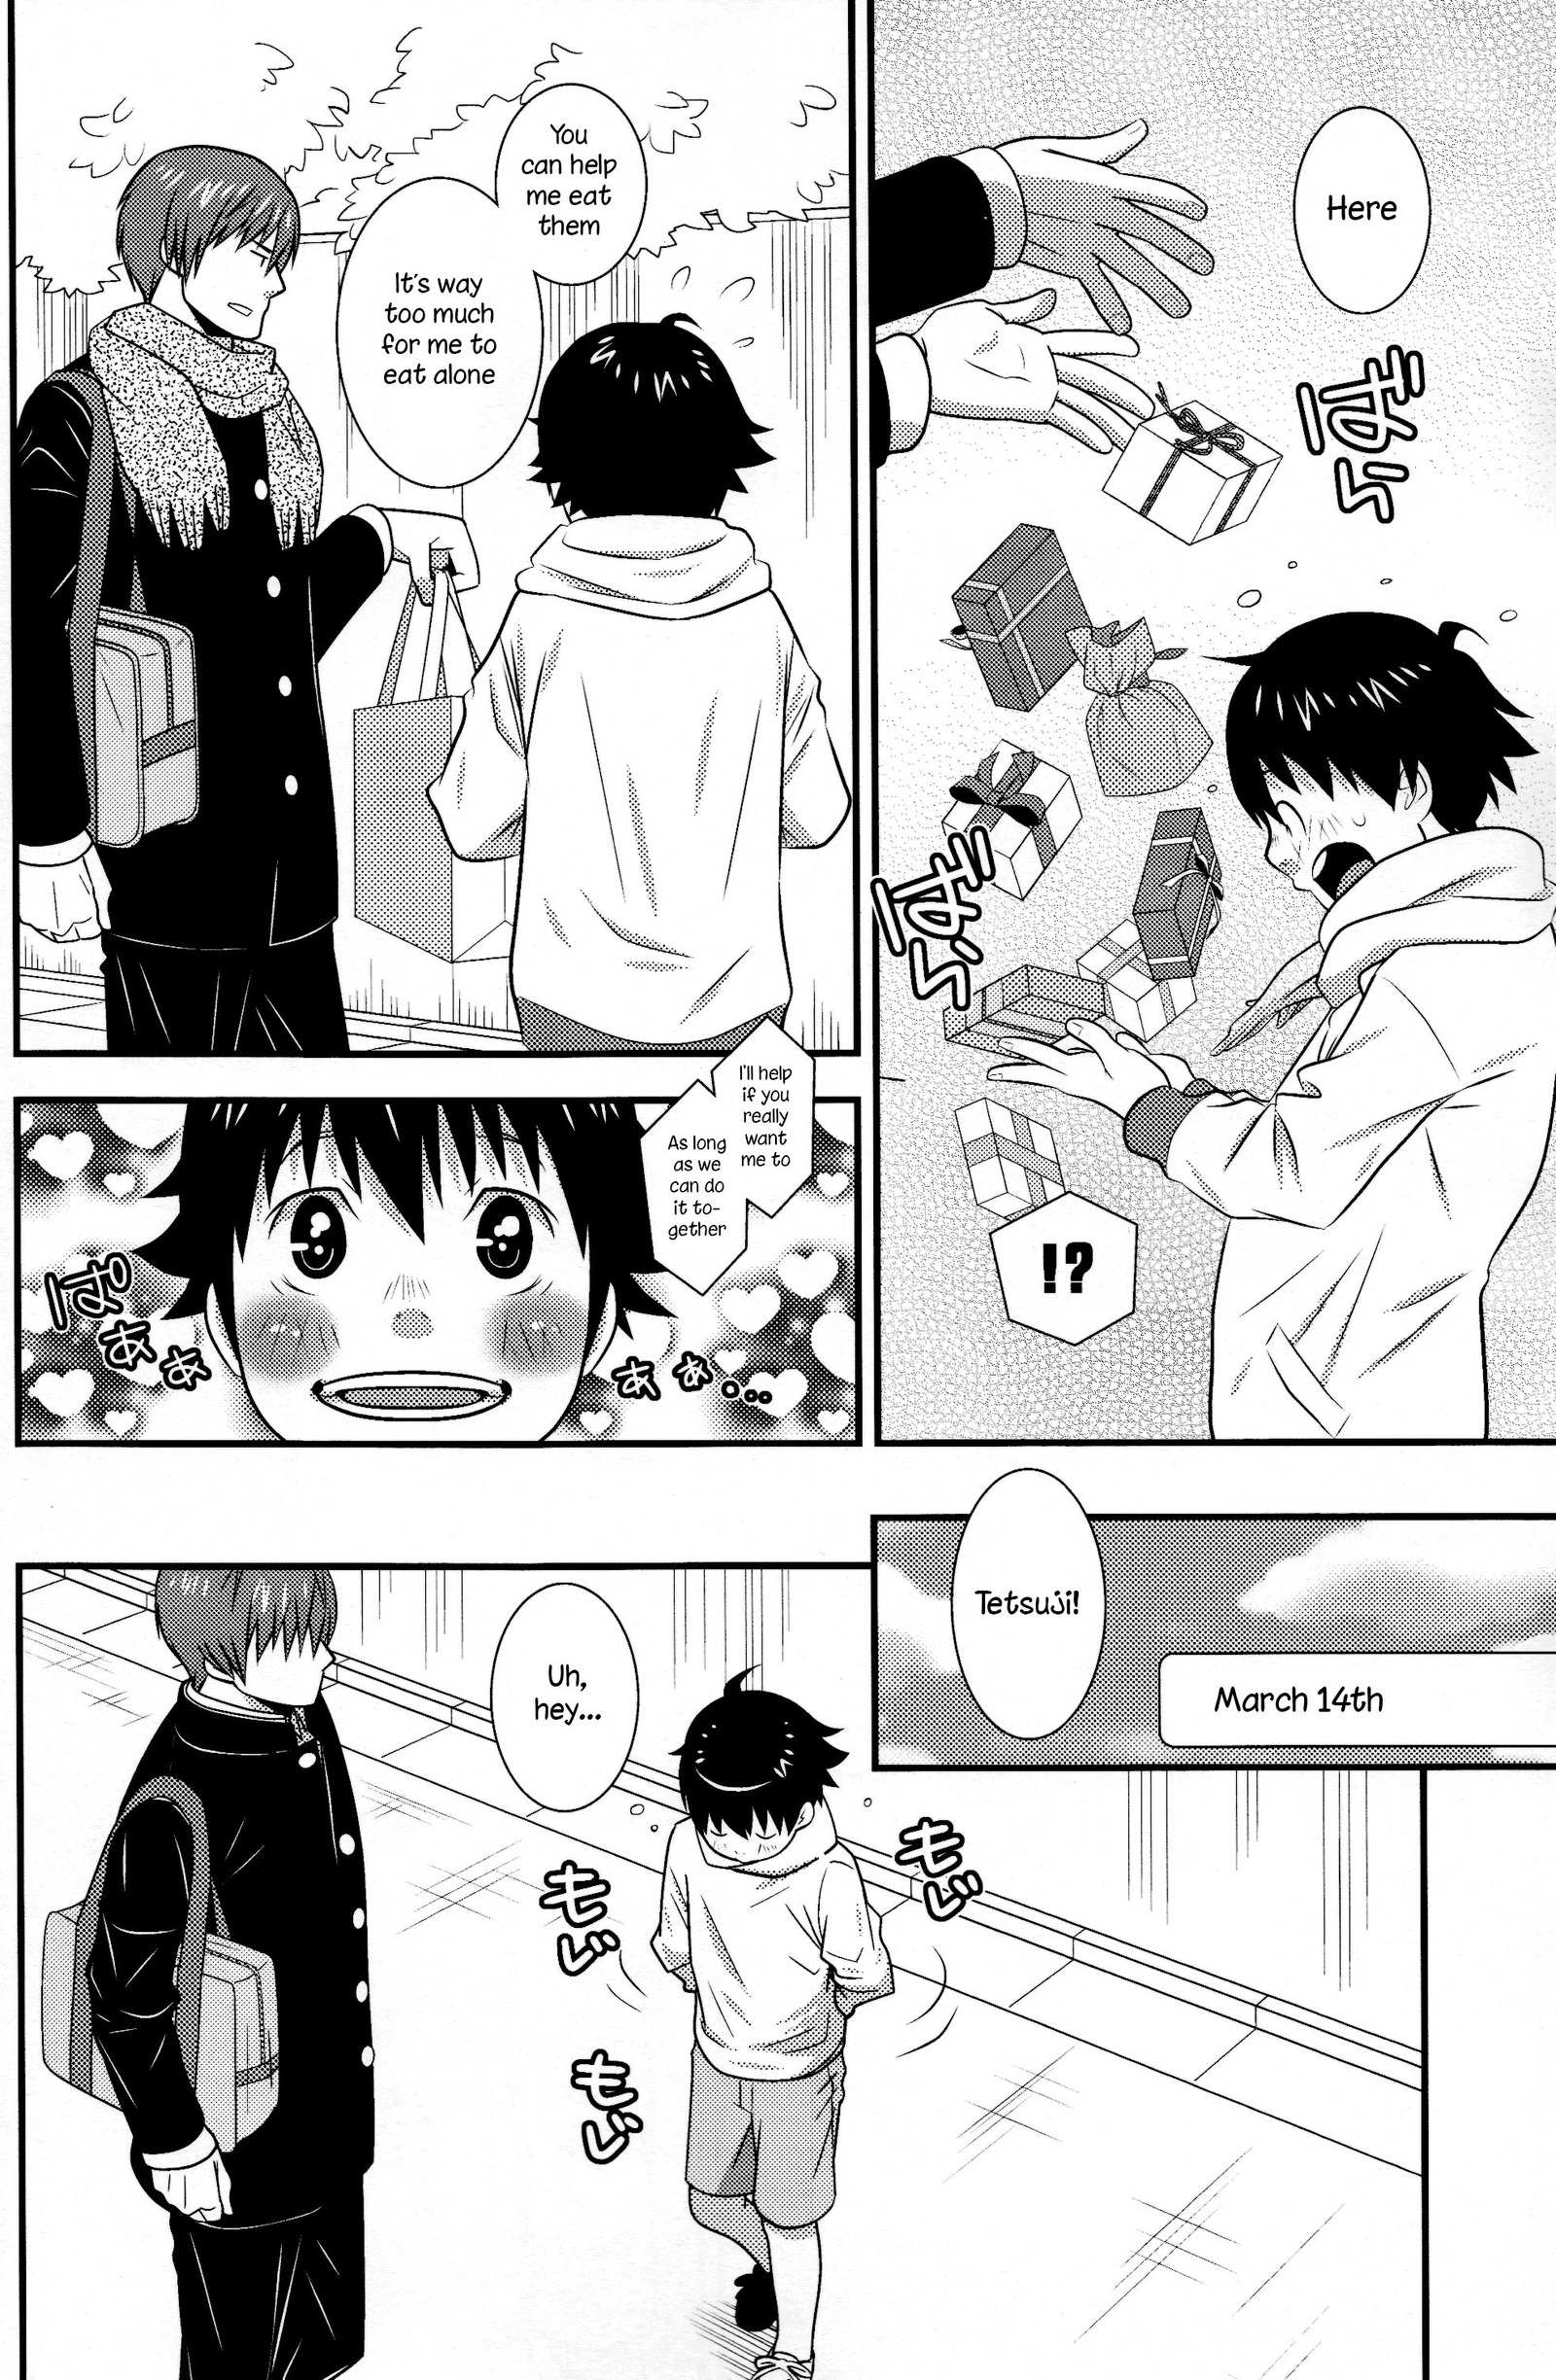 Here
ばっ
ばっ
!?
You
can help
me eat
them
It's way
too much
for me to
eat alone
I'll help
if you
really
want
me to
As long
as we
can do
it to-
gether
ぱぁぁぁぁ...
March 14th
Tetsuji!
Uh,
hey...
もじ
もじ
もじ